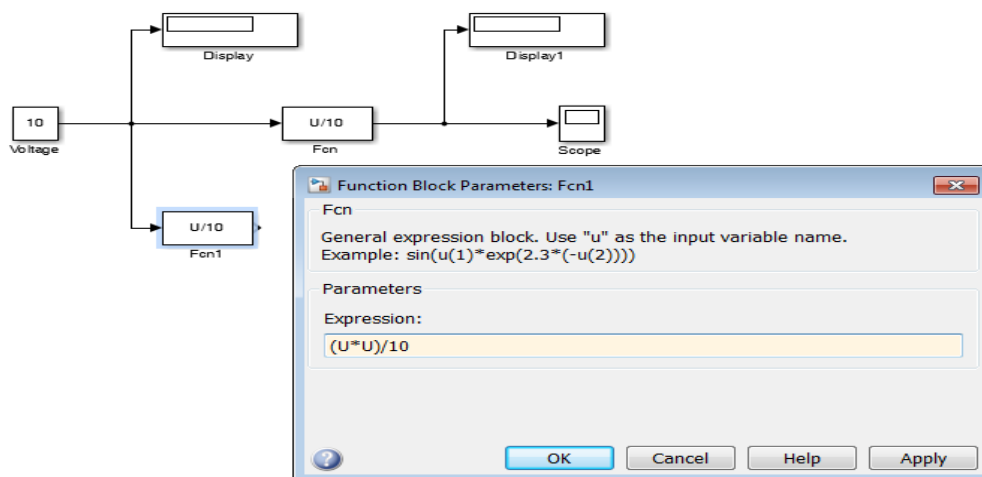 Display
Display1
10
Voltage
U/10
Fcn
Scope
U/10
Fcn1
Function Block Parameters: Fcn1
Fcn
General expression block. Use "u" as the input variable name.
Example: sin(u(1)*exp(2.3*(-u(2))))
Parameters
Expression:
(U*U)/10
OK
Cancel
Help
Apply